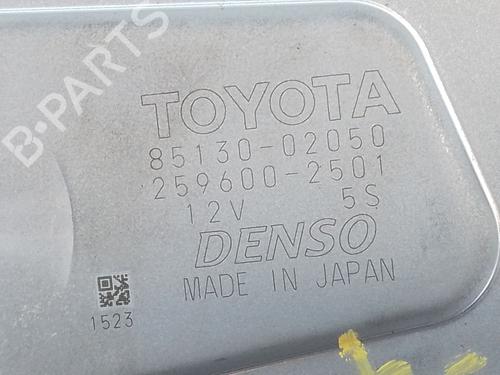 B-PARTS
TOYOTA
85130-02050
259600-2501
12V 5S
DENSO
MADE IN JAPAN
1523